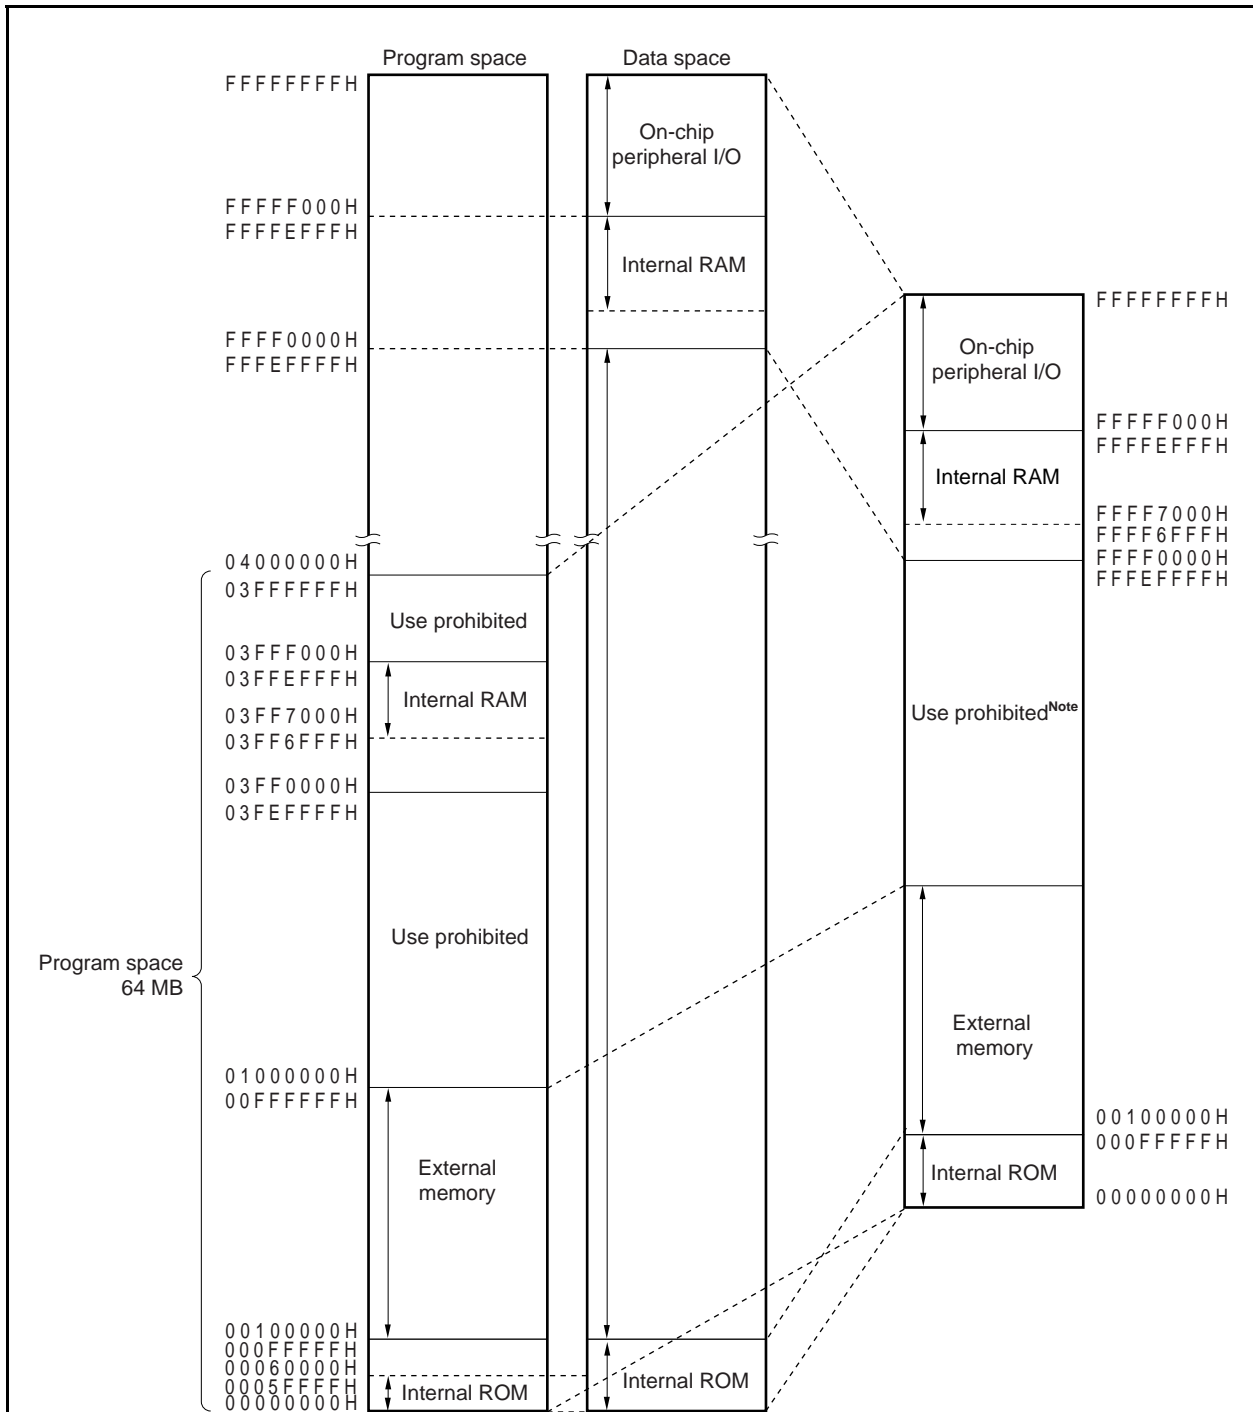 Program space
Data space
FFFFFFFFH
On-chip
peripheral I/O
FFFFF000H
FFFFEFFFH
Internal RAM
FFFF0000H
FFFEFFFFH
04000000H
03FFFFFFH
Use prohibited
03FFF000H
03FFEFFFH
Internal RAM
03FF7000H
03FF6FFFH
03FF0000H
03FEFFFFH
Use prohibited
Program space
64 MB
01000000H
00FFFFFFH
External
memory
00100000H
000FFFFFH
00060000H
0005FFFFH
00000000H
Internal ROM
Internal ROM
FFFFFFFFH
On-chip
peripheral I/O
FFFFF000H
FFFFEFFFH
Internal RAM
FFFF7000H
FFFF6FFFH
FFFF0000H
FFFEFFFFH
Use prohibitedNote
External
memory
00100000H
000FFFFFH
Internal ROM
00000000H